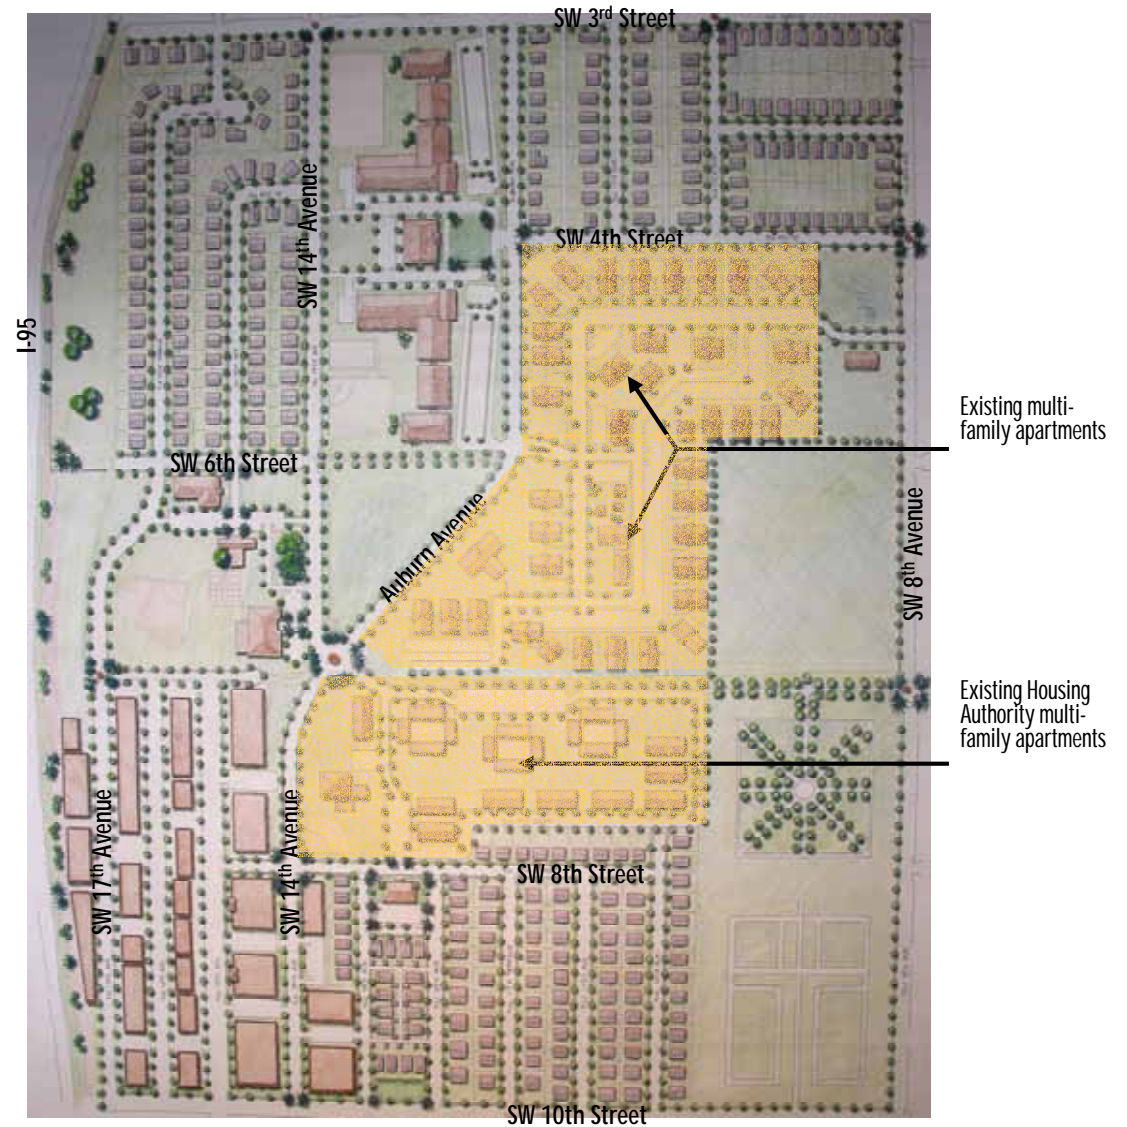 SW 3rd Street
SW 14th Avenue
SW 4th Street
I-95
Existing multi-
family apartments
SW 6th Street
Auburn Avenue
SW 8th Avenue
Existing Housing
Authority multi-
family apartments
SW 17th Avenue
SW 14th Avenue
SW 8th Street
SW 10th Street